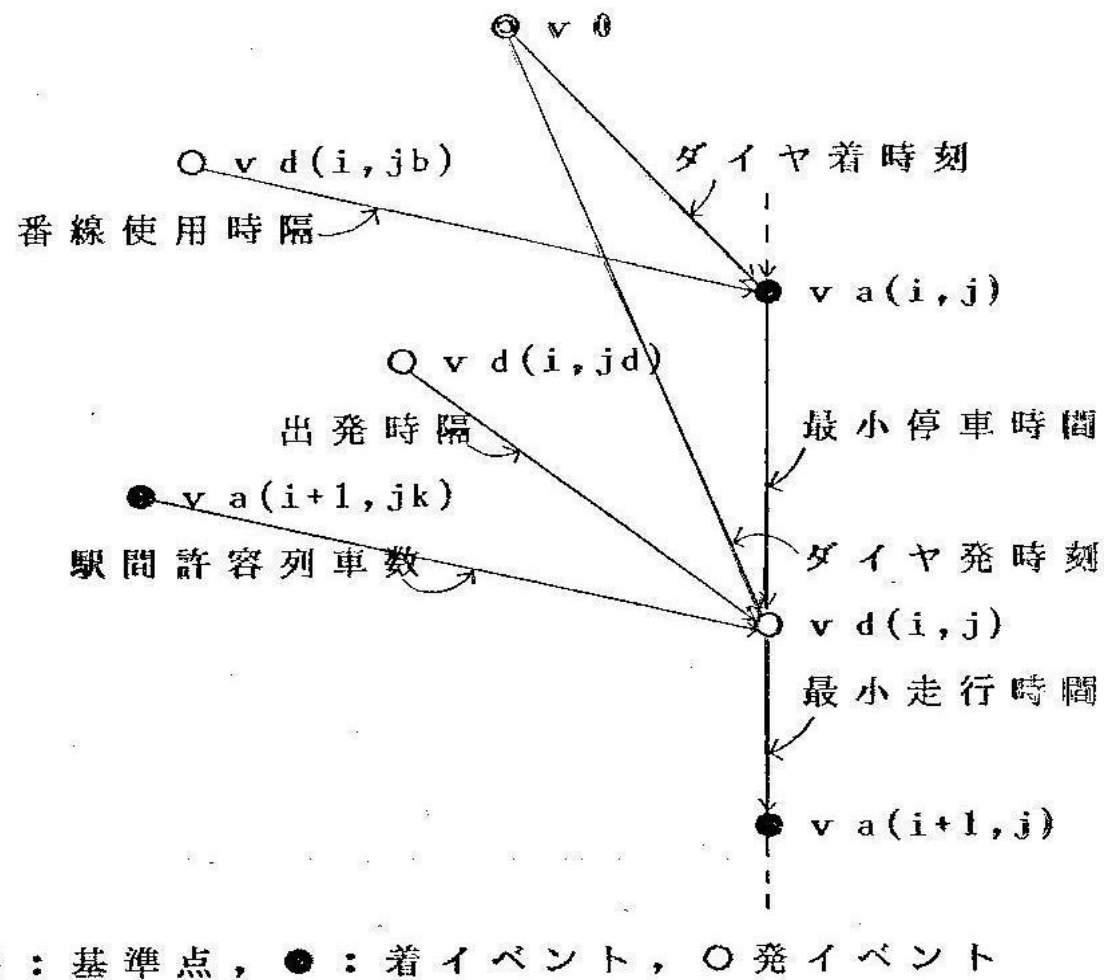 v 0
v d(i,jb)
ダイヤ着時刻
番線使用時隔
v a(i,j)
v d(i,jd)
出発時隔
最小停車時間
v a(i+1,jk)
駅間許容列車数
ダイヤ発時刻
v d(i,j)
最小走行時間
v a(i+1,j)
：基準点，●：着イベント，○発イベント